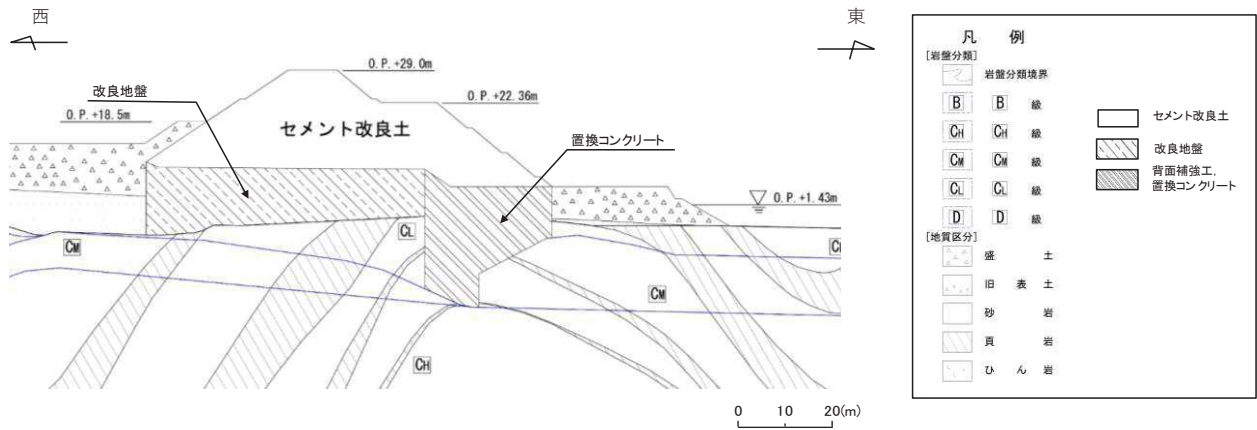 西
東
O.P.+29.0m
改良地盤
O.P.+22.36m
O.P.+18.5m
セメント改良土
置換コンクリート
O.P.+1.43m
CL
CM
CM
CH
0 10 20(m)
凡 例
[岩盤分類]
岩盤分類境界
B B 級
CH CH 級
CM CM 級
CL CL 級
D D 級
[地質区分]
盛 土
旧 表 土
砂 岩
頁 岩
ひ ん 岩
セメント改良土
改良地盤
背面補強工,
置換コンクリート